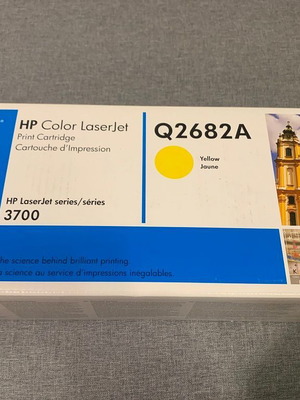 HP Color LaserJet
Print Cartridge
Cartouche d'Impression
Q2682A
Yellow
Jaune
HP LaserJet series/séries
3700
the science behind brilliant printing.
a science au service d'impressions inégalables.